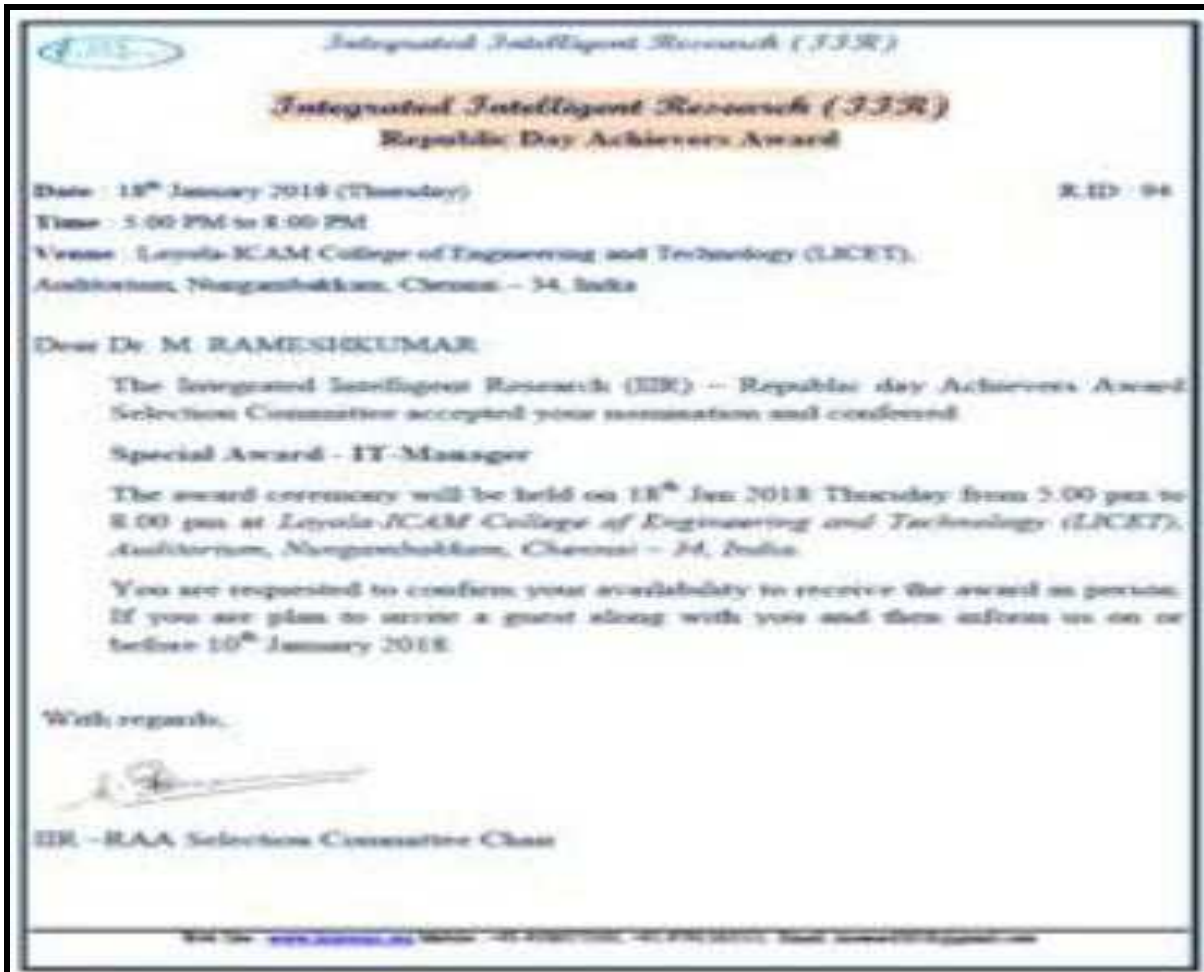 Integrated Intelligent Research (IIR)
Integrated Intelligent Research (IIR)
Republic Day Achievers Award
Date : 18th January 2018 (Thursday) R.ID : 94
Time : 5.00 PM to 8.00 PM
Venue : Loyola-ICAM College of Engineering and Technology (LICET),
Auditorium, Nungambakkam, Chennai – 34, India
Dear Dr. M. RAMESHKUMAR
The Integrated Intelligent Research (IIR) – Republic day Achievers Award
Selection Committee accepted your nomination and conferred
Special Award - IT-Manager
The award ceremony will be held on 18th Jan 2018 Thursday from 5.00 pm to
8.00 pm at Loyola-ICAM College of Engineering and Technology (LICET),
Auditorium, Nungambakkam, Chennai – 34, India.
You are requested to confirm your availability to receive the award in person.
If you are plan to invite a guest along with you and then inform us on or
before 10th January 2018.
With regards,
IIR –RAA Selection Committee Chair